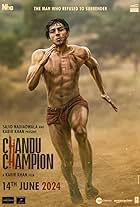 THE MAN WHO REFUSED TO SURRENDER
SAJID NADIADWALA
AND
KABIR KHAN
PRESENT
CHANDU
CHAMPION
A KABIR KHAN FILM
14TH JUNE 2024